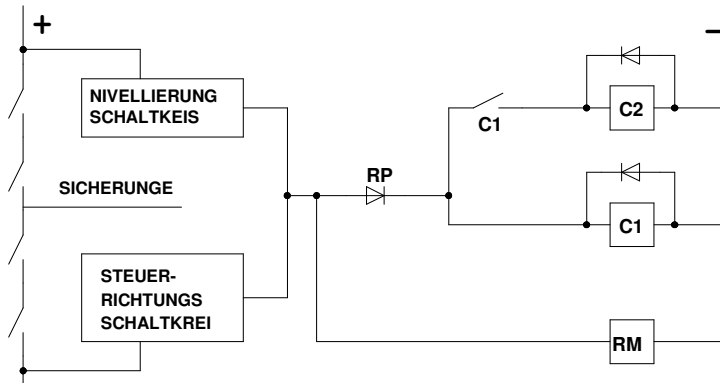 +
−
NIVELLIERUNG
SCHALTKEIS
C1
C2
RP
SICHERUNGE
C1
STEUER-
RICHTUNGS
SCHALTKREI
RM